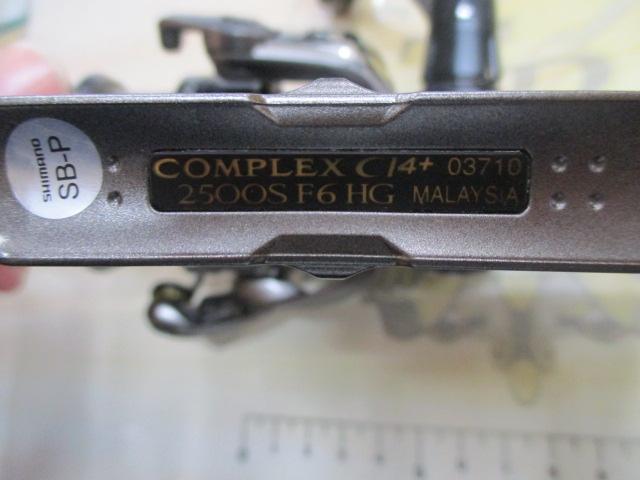 SHIMANO
SB-P
COMPLEX CI4+ 03710
2500S F6 HG MALAYSIA